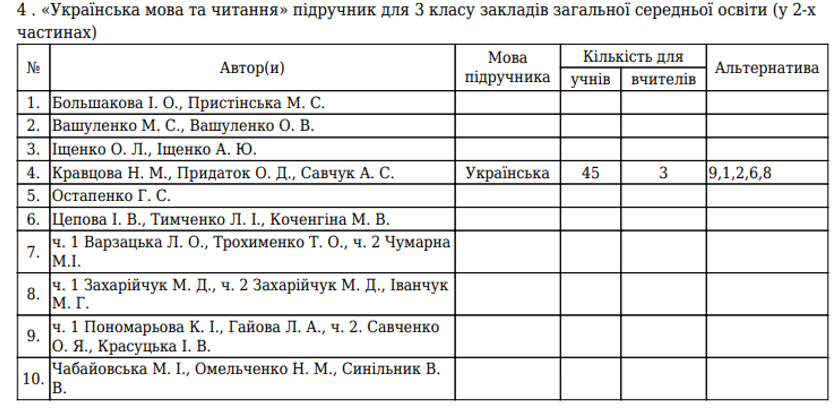 4 . «Українська мова та читання» підручник для 3 класу закладів загальної середньої освіти (у 2-х
частинах)
№ Автор(и) Мова підручника Кількість для учнів вчителів Альтернатива
1. Большакова І. О., Пристінська М. С.
2. Вашуленко М. С., Вашуленко О. В.
3. Іщенко О. Л., Іщенко А. Ю.
4. Кравцова Н. М., Придаток О. Д., Савчук А. С. Українська 45 3 9,1,2,6,8
5. Остапенко Г. С.
6. Цепова І. В., Тимченко Л. І., Коченгіна М. В.
7. ч. 1 Варзацька Л. О., Трохименко Т. О., ч. 2 Чумарна
М.І.
8. ч. 1 Захарійчук М. Д., ч. 2 Захарійчук М. Д., Іванчук
М. Г.
9. ч. 1 Пономарьова К. І., Гайова Л. А., ч. 2. Савченко
О. Я., Красуцька І. В.
10. Чабайовська М. І., Омельченко Н. М., Синільник В.
В.